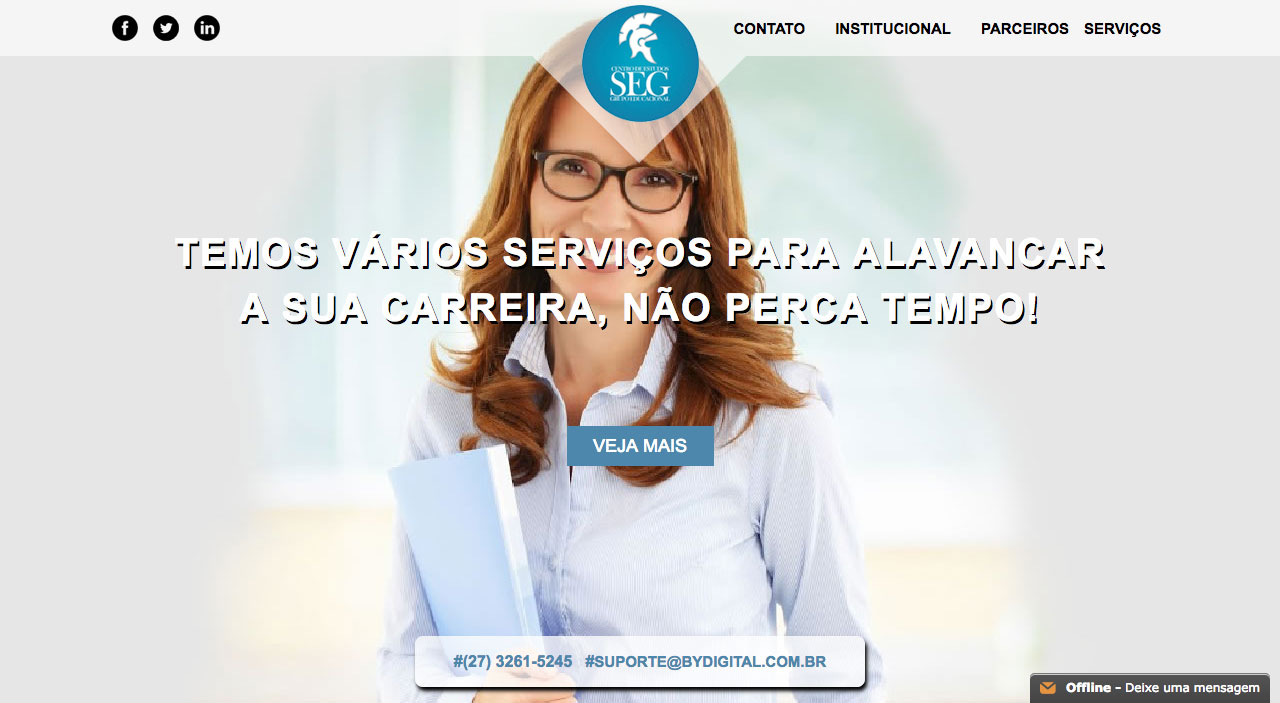 CONTATO INSTITUCIONAL PARCEIROS SERVIÇOS
CENTRO DE ESTUDOS
SEG
GRUPO EDUCACIONAL
TEMOS VÁRIOS SERVIÇOS PARA ALAVANCAR
A SUA CARREIRA, NÃO PERCA TEMPO!
VEJA MAIS
#(27) 3261-5245 #SUPORTE@BYDIGITAL.COM.BR
Offline - Deixe uma mensagem